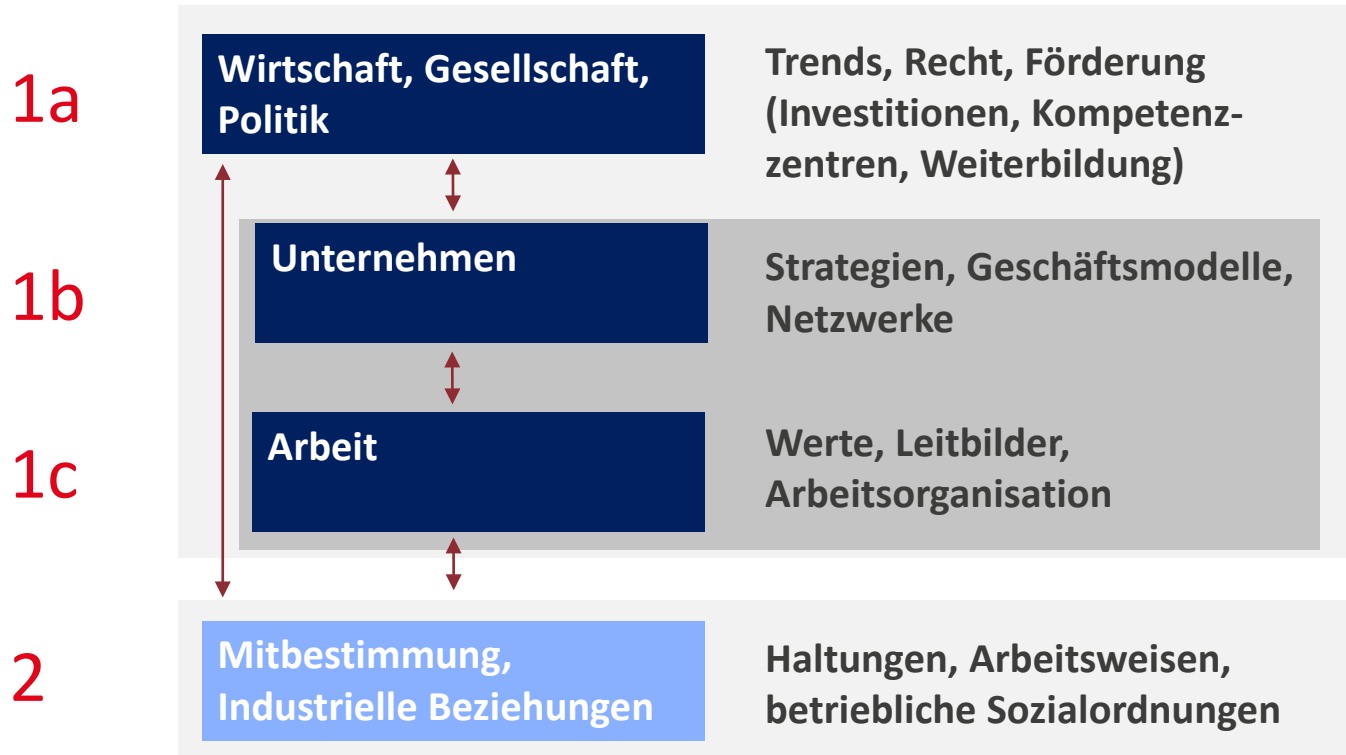 1a
Wirtschaft, Gesellschaft,
Politik
Trends, Recht, Förderung
(Investitionen, Kompetenz-
zentren, Weiterbildung)
1b
Unternehmen
Strategien, Geschäftsmodelle,
Netzwerke
1c
Arbeit
Werte, Leitbilder,
Arbeitsorganisation
2
Mitbestimmung,
Industrielle Beziehungen
Haltungen, Arbeitsweisen,
betriebliche Sozialordnungen